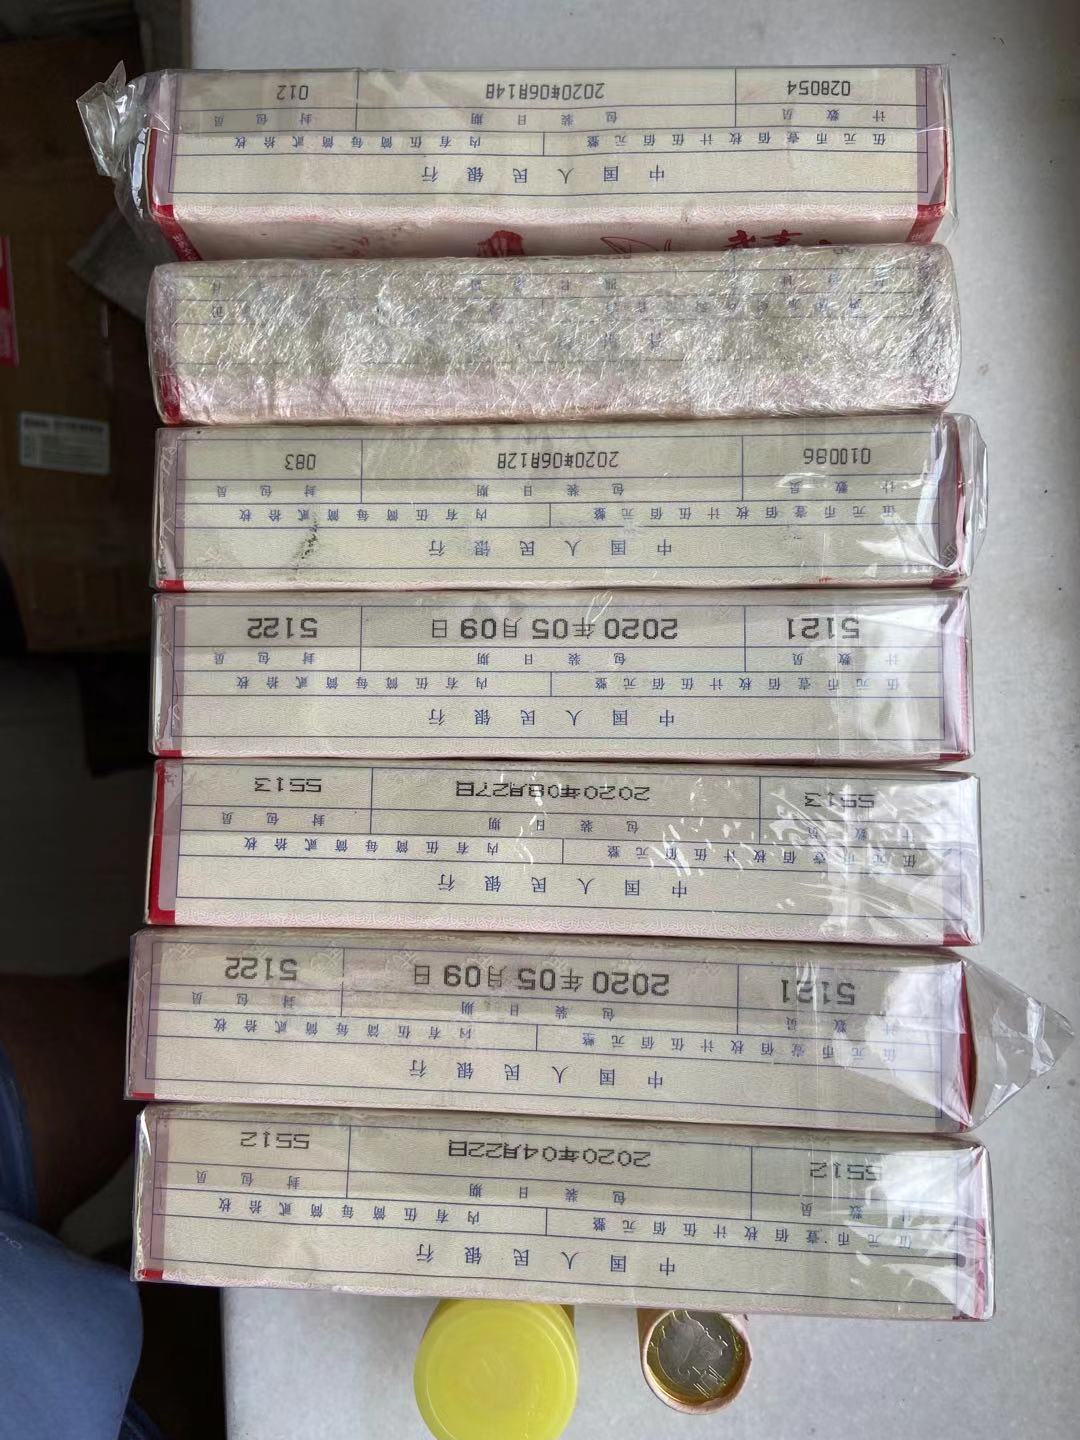 中国人民银行
伍元币壹佰枚计伍佰元整 内有伍筒每筒贰拾枚
计数员 包装日期 封包员
5512 2020年04月22日 5512
中国人民银行
伍元币壹佰枚计伍佰元整 内有伍筒每筒贰拾枚
计数员 包装日期 封包员
5121 2020年05月09日 5122
中国人民银行
伍元币壹佰枚计伍佰元整 内有伍筒每筒贰拾枚
计数员 包装日期 封包员
5513 2020年08月27日 5513
中国人民银行
伍元币壹佰枚计伍佰元整 内有伍筒每筒贰拾枚
计数员 包装日期 封包员
5121 2020年05月09日 5122
中国人民银行
伍元币壹佰枚计伍佰元整 内有伍筒每筒贰拾枚
计数员 包装日期 封包员
010086 2020年06月12日 083
中国人民银行
伍元币壹佰枚计伍佰元整 内有伍筒每筒贰拾枚
计数员 包装日期 封包员
028054 2020年06月14日 012